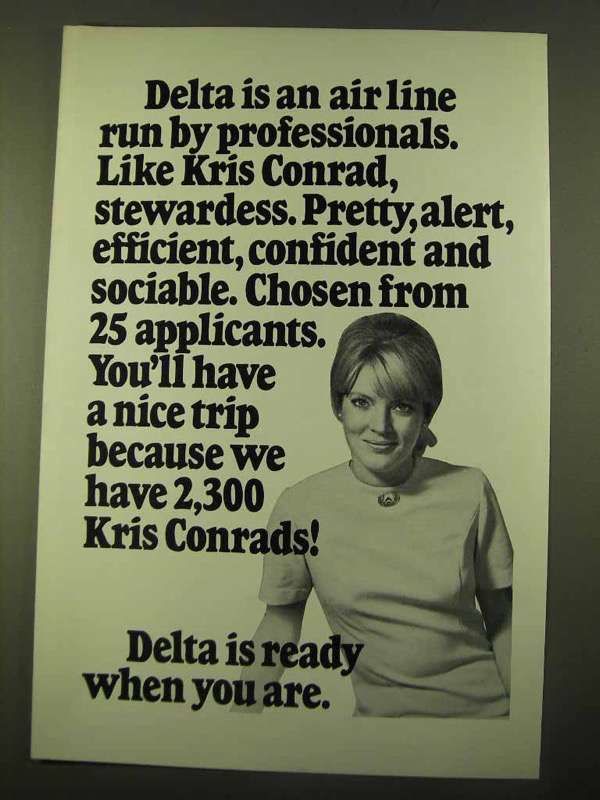 Delta is an air line
run by professionals.
Like Kris Conrad,
stewardess. Pretty, alert,
efficient, confident and
sociable. Chosen from
25 applicants.
You'll have
a nice trip
because we
have 2,300
Kris Conrads!
Delta is ready
when you are.